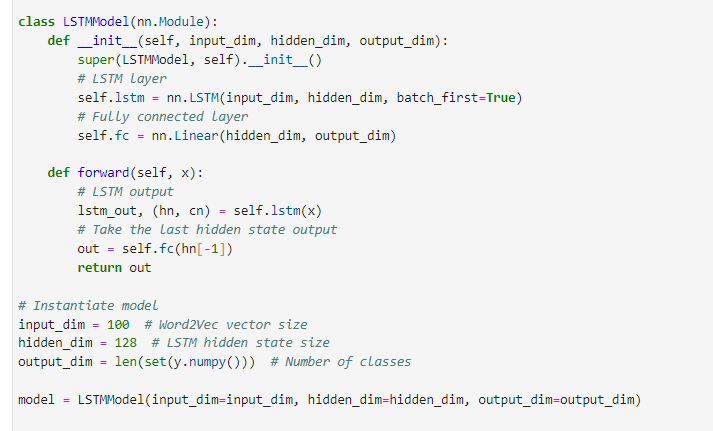 class LSTMModel(nn.Module):
    def __init__(self, input_dim, hidden_dim, output_dim):
        super(LSTMModel, self).__init__()
        # LSTM layer
        self.lstm = nn.LSTM(input_dim, hidden_dim, batch_first=True)
        # Fully connected layer
        self.fc = nn.Linear(hidden_dim, output_dim)

    def forward(self, x):
        # LSTM output
        lstm_out, (hn, cn) = self.lstm(x)
        # Take the last hidden state output
        out = self.fc(hn[-1])
        return out

# Instantiate model
input_dim = 100  # Word2Vec vector size
hidden_dim = 128  # LSTM hidden state size
output_dim = len(set(y.numpy()))  # Number of classes

model = LSTMModel(input_dim=input_dim, hidden_dim=hidden_dim, output_dim=output_dim)